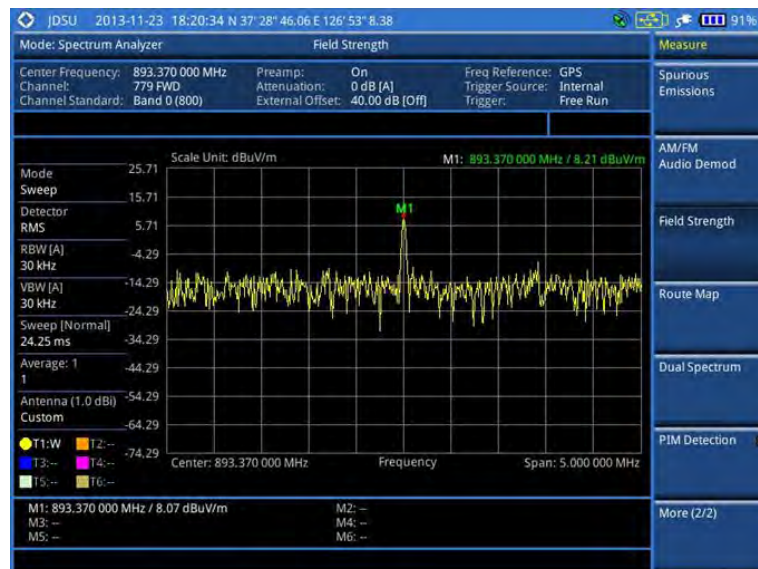 JDSU 2013-11-23 18:20:34 N 37' 28" 46.06 E 126' 53" 8.38 91%
Mode: Spectrum Analyzer Field Strength Measure
Center Frequency: 893.370 000 MHz Preamp: On Freq Reference: GPS
Channel: 779 FWD Attenuation: 0 dB [A] Trigger Source: Internal
Channel Standard: Band 0 (800) External Offset: 40.00 dB [Off] Trigger: Free Run
Spurious
Emissions
AM/FM
Audio Demod
Field Strength
Route Map
Dual Spectrum
PIM Detection
More (2/2)
Scale Unit: dBuV/m M1: 893.370 000 MHz / 8.21 dBuV/m
Mode
Sweep
Detector
RMS
RBW [A]
30 kHz
VBW [A]
30 kHz
Sweep [Normal]
24.25 ms
Average: 1
1
Antenna (1.0 dBi)
Custom
T1:W T2:--
T3:-- T4:--
T5:-- T6:--
25.71
15.71
5.71
-4.29
-14.29
-24.29
-34.29
-44.29
-54.29
-64.29
-74.29
M1
Center: 893.370 000 MHz Frequency Span: 5.000 000 MHz
M1: 893.370 000 MHz / 8.07 dBuV/m M2: --
M3: -- M4: --
M5: -- M6: --